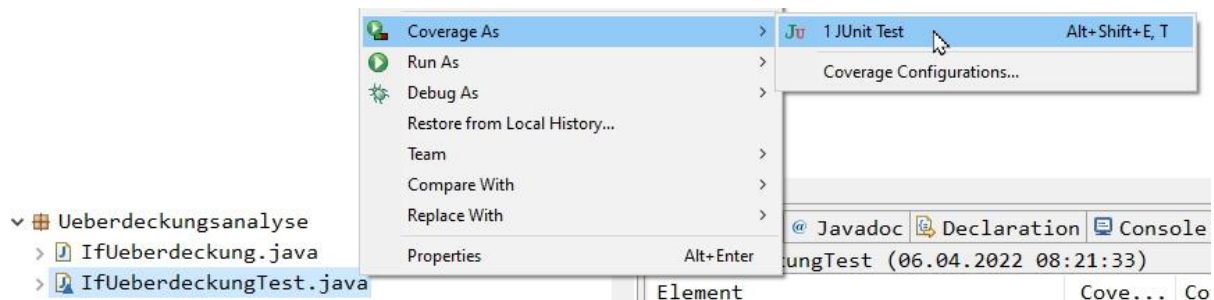 Coverage As > 1 JUnit Test Alt+Shift+E, T
Run As > Coverage Configurations...
Debug As >
Restore from Local History...
Team >
Compare With >
Replace With >
Properties Alt+Enter
Ueberdeckungsanalyse
IfUeberdeckung.java
IfUeberdeckungTest.java
@ Javadoc Declaration Console
ungTest (06.04.2022 08:21:33)
Element Cove... Co